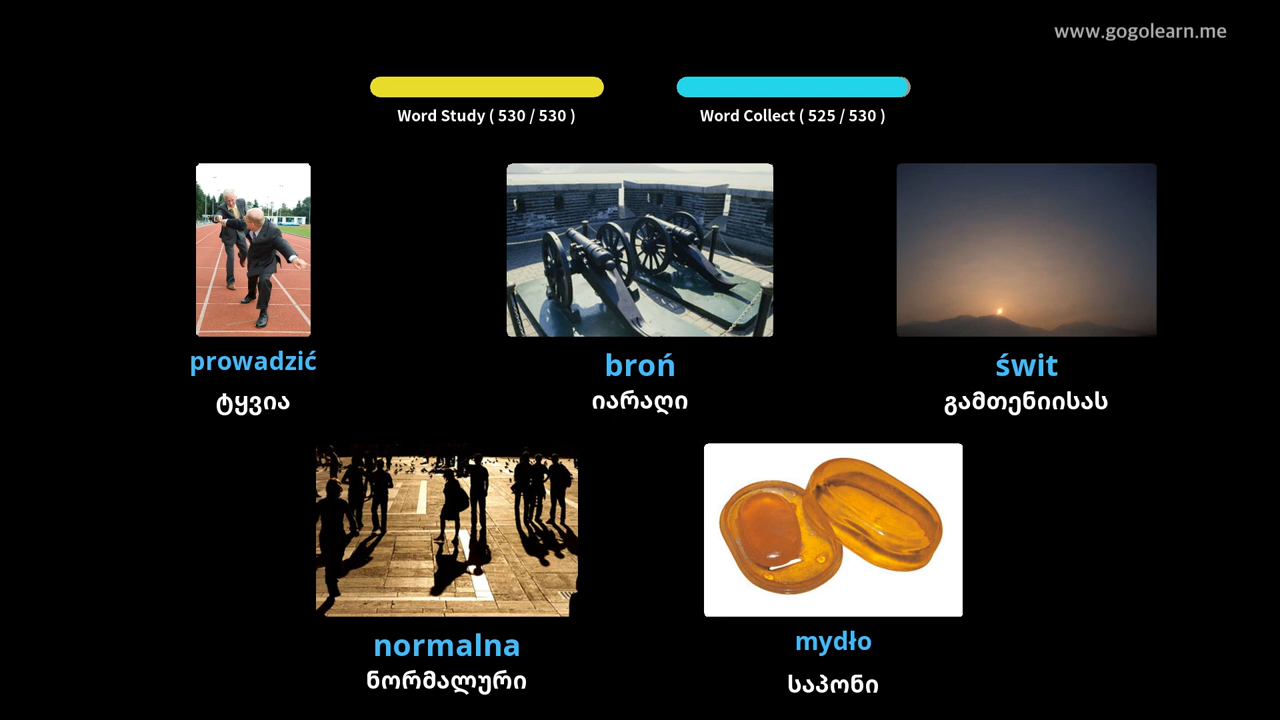 www.gogolearn.me
Word Study ( 530 / 530 )
Word Collect ( 525 / 530 )
prowadzić
ტყვია
broń
იარაღი
świt
გამთენიისას
normalna
ნორმალური
mydło
საპონი